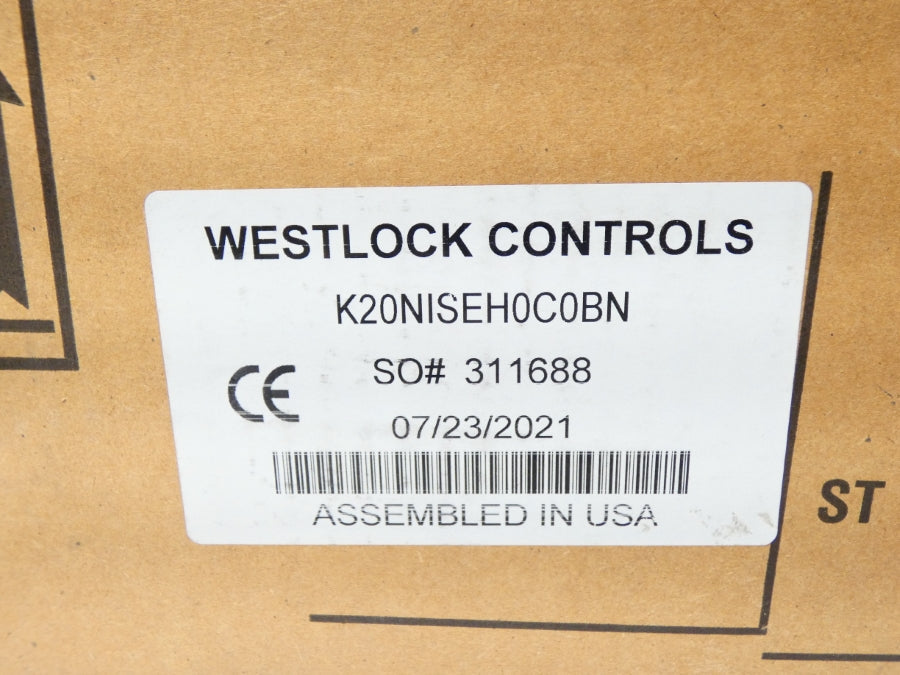 WESTLOCK CONTROLS
K20NISEH0C0BN
SO# 311688
CE
07/23/2021
ASSEMBLED IN USA
ST